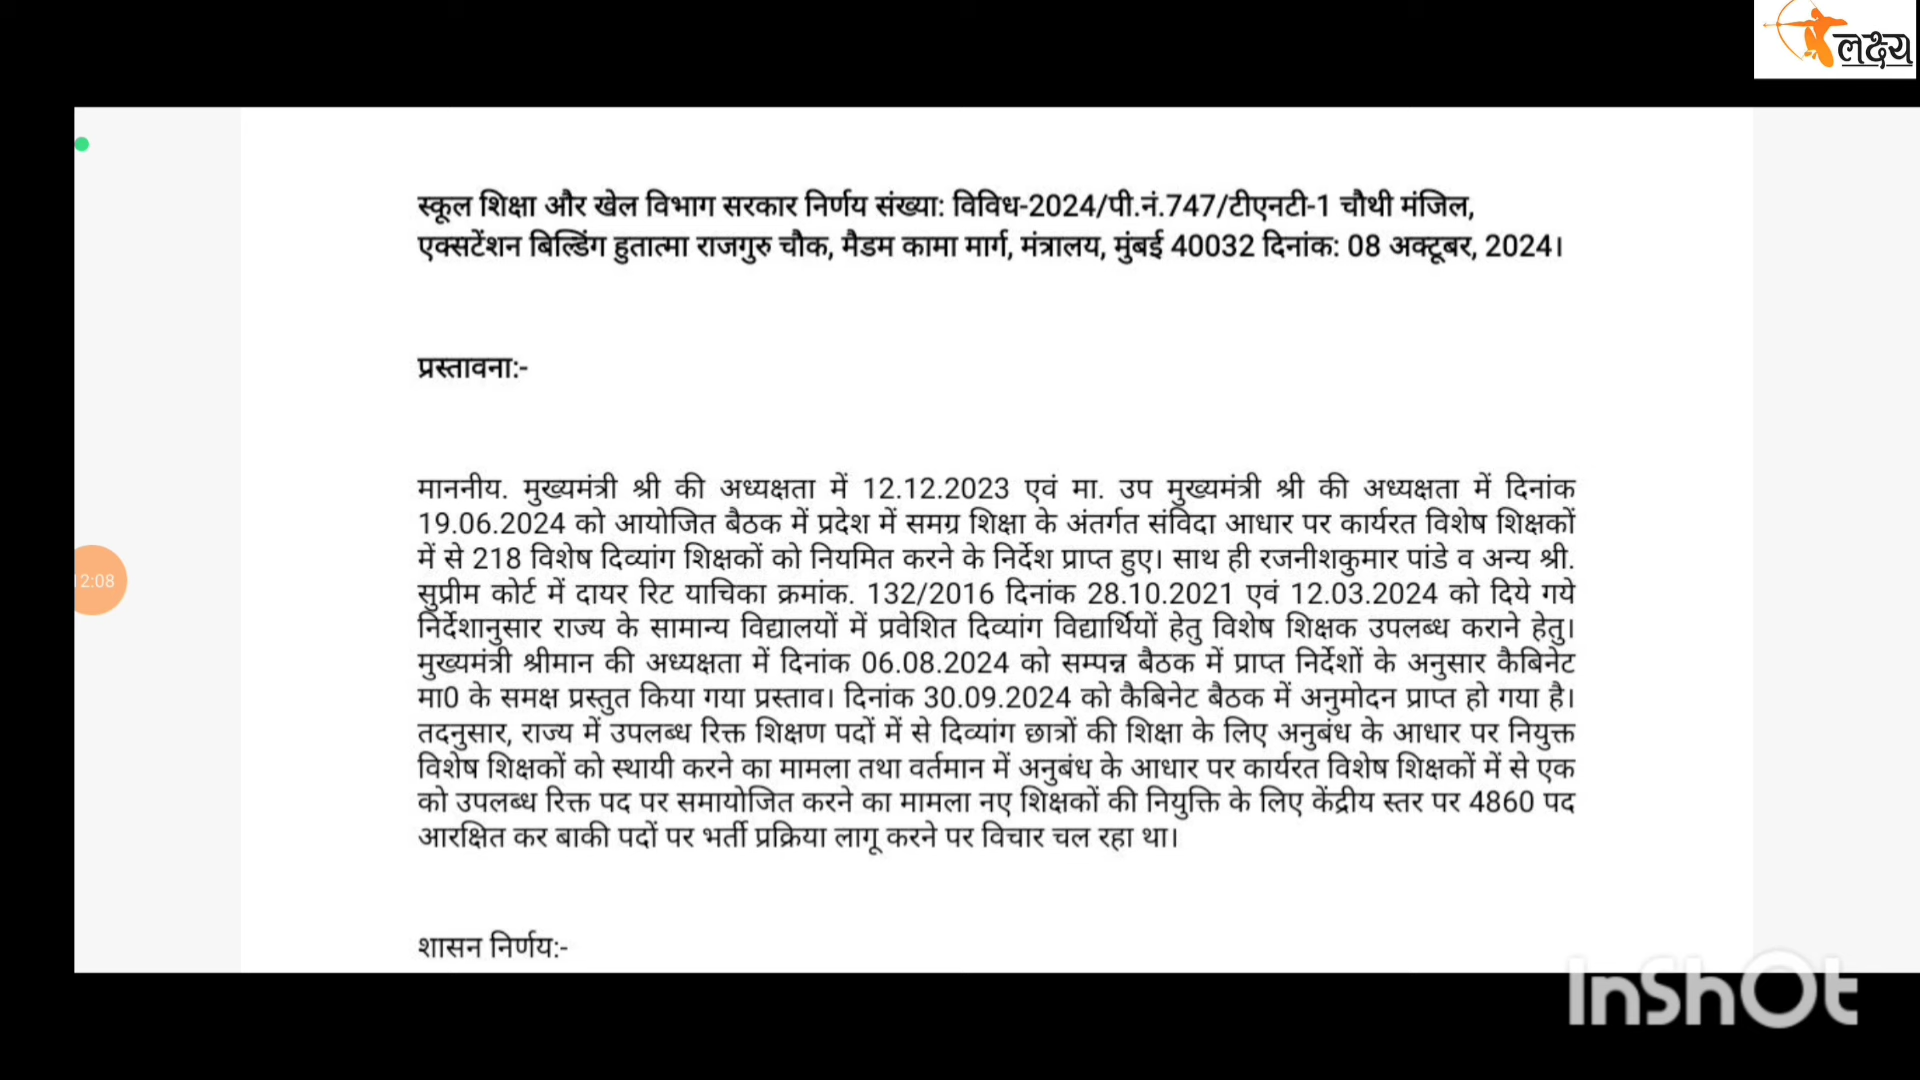 लक्ष्य
स्कूल शिक्षा और खेल विभाग सरकार निर्णय संख्या: विविध-2024/पी.नं.747/टीएनटी-1 चौथी मंजिल,
एक्सटेंशन बिल्डिंग हुतात्मा राजगुरु चौक, मैडम कामा मार्ग, मंत्रालय, मुंबई 40032 दिनांक: 08 अक्टूबर, 2024।
प्रस्तावना:-
माननीय. मुख्यमंत्री श्री की अध्यक्षता में 12.12.2023 एवं मा. उप मुख्यमंत्री श्री की अध्यक्षता में दिनांक
19.06.2024 को आयोजित बैठक में प्रदेश में समग्र शिक्षा के अंतर्गत संविदा आधार पर कार्यरत विशेष शिक्षकों
में से 218 विशेष दिव्यांग शिक्षकों को नियमित करने के निर्देश प्राप्त हुए। साथ ही रजनीशकुमार पांडे व अन्य श्री.
सुप्रीम कोर्ट में दायर रिट याचिका क्रमांक. 132/2016 दिनांक 28.10.2021 एवं 12.03.2024 को दिये गये
2:08
निर्देशानुसार राज्य के सामान्य विद्यालयों में प्रवेशित दिव्यांग विद्यार्थियों हेतु विशेष शिक्षक उपलब्ध कराने हेतु।
मुख्यमंत्री श्रीमान की अध्यक्षता में दिनांक 06.08.2024 को सम्पन्न बैठक में प्राप्त निर्देशों के अनुसार कैबिनेट
मा0 के समक्ष प्रस्तुत किया गया प्रस्ताव। दिनांक 30.09.2024 को कैबिनेट बैठक में अनुमोदन प्राप्त हो गया है।
तदनुसार, राज्य में उपलब्ध रिक्त शिक्षण पदों में से दिव्यांग छात्रों की शिक्षा के लिए अनुबंध के आधार पर नियुक्त
विशेष शिक्षकों को स्थायी करने का मामला तथा वर्तमान में अनुबंध के आधार पर कार्यरत विशेष शिक्षकों में से एक
को उपलब्ध रिक्त पद पर समायोजित करने का मामला नए शिक्षकों की नियुक्ति के लिए केंद्रीय स्तर पर 4860 पद
आरक्षित कर बाकी पदों पर भर्ती प्रक्रिया लागू करने पर विचार चल रहा था।
शासन निर्णय:-
InShOt